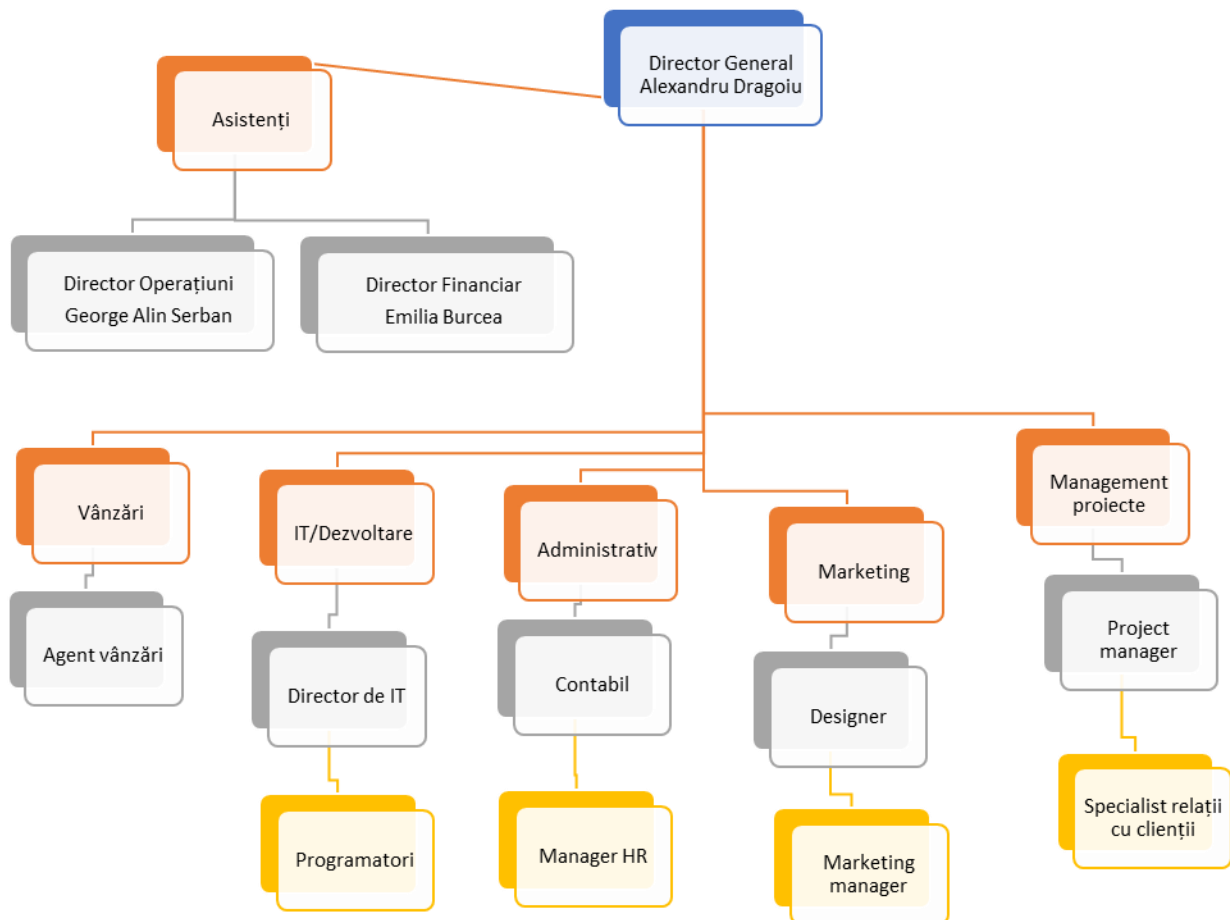 Director General
Alexandru Dragoiu
Asistenți
Director Operațiuni
George Alin Serban
Director Financiar
Emilia Burcea
Vânzări
IT/Dezvoltare
Administrativ
Marketing
Management
proiecte
Agent vânzări
Director de IT
Contabil
Designer
Project
manager
Programatori
Manager HR
Marketing
manager
Specialist relații
cu clienții